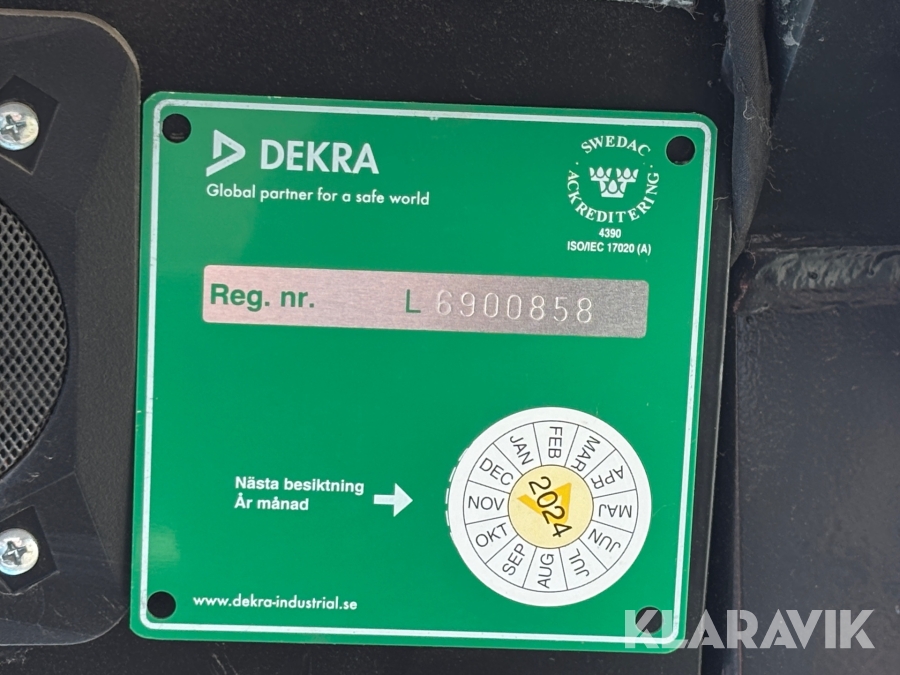 KLARAVIK
DEKRA
Global partner for a safe world
SWEDAC
ACKREDITERING
4390
ISO/IEC 17020 (A)
Reg. nr. L 6900858
Nästa besiktning
År månad
JAN
FEB
MAR
APR
MAJ
JUN
JUL
AUG
SEP
OKT
NOV
DEC
2024
www.dekra-industrial.se
KLARAVIK